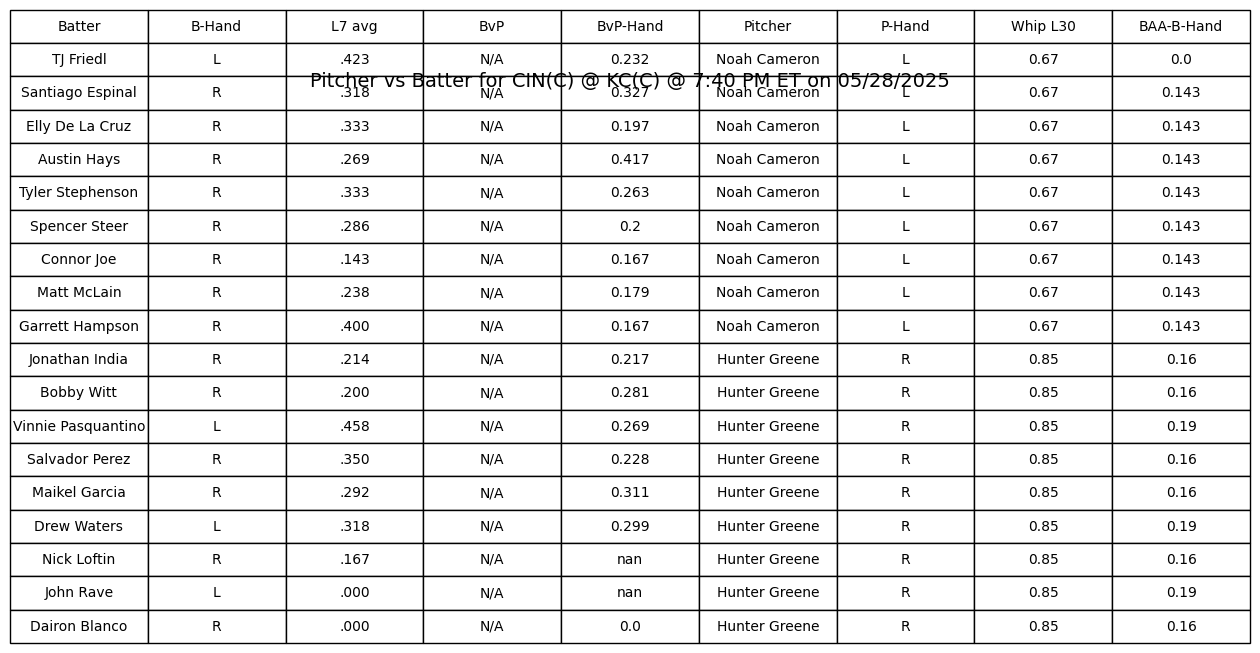 Batter B-Hand L7 avg BvP BvP-Hand Pitcher P-Hand Whip L30 BAA-B-Hand
TJ Friedl L .423 N/A 0.232 Noah Cameron L 0.67 0.0
Pitcher vs Batter for CIN(C) @ KC(C) @ 7:40 PM ET on 05/28/2025
Santiago Espinal R .318 N/A 0.327 Noah Cameron L 0.67 0.143
Elly De La Cruz R .333 N/A 0.197 Noah Cameron L 0.67 0.143
Austin Hays R .269 N/A 0.417 Noah Cameron L 0.67 0.143
Tyler Stephenson R .333 N/A 0.263 Noah Cameron L 0.67 0.143
Spencer Steer R .286 N/A 0.2 Noah Cameron L 0.67 0.143
Connor Joe R .143 N/A 0.167 Noah Cameron L 0.67 0.143
Matt McLain R .238 N/A 0.179 Noah Cameron L 0.67 0.143
Garrett Hampson R .400 N/A 0.167 Noah Cameron L 0.67 0.143
Jonathan India R .214 N/A 0.217 Hunter Greene R 0.85 0.16
Bobby Witt R .200 N/A 0.281 Hunter Greene R 0.85 0.16
Vinnie Pasquantino L .458 N/A 0.269 Hunter Greene R 0.85 0.19
Salvador Perez R .350 N/A 0.228 Hunter Greene R 0.85 0.16
Maikel Garcia R .292 N/A 0.311 Hunter Greene R 0.85 0.16
Drew Waters L .318 N/A 0.299 Hunter Greene R 0.85 0.19
Nick Loftin R .167 N/A nan Hunter Greene R 0.85 0.16
John Rave L .000 N/A nan Hunter Greene R 0.85 0.19
Dairon Blanco R .000 N/A 0.0 Hunter Greene R 0.85 0.16